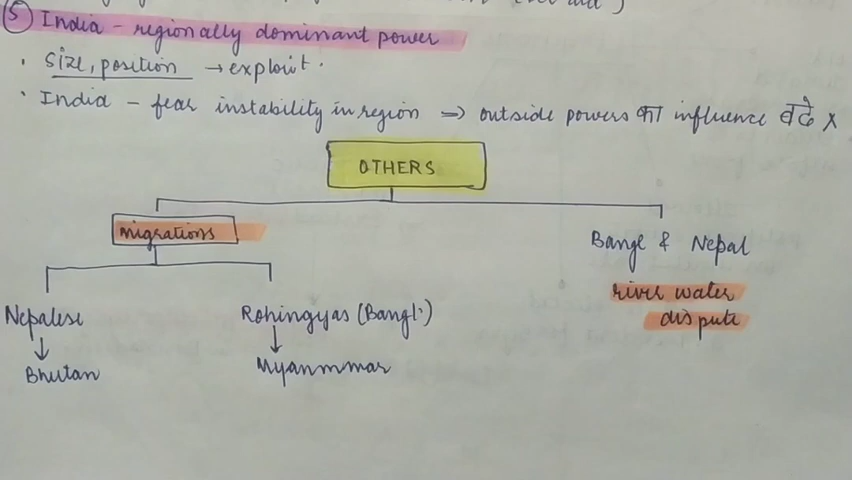 ⑤ India - regionally dominant power
• Size, position → exploit.
• India - fear instability in region ⇒ outside powers का influence बढ़े X
OTHERS
migrations
Bangl & Nepal
river water
dispute
Nepalese
↓
Bhutan
Rohingyas (Bangl.)
↓
Myanmmar